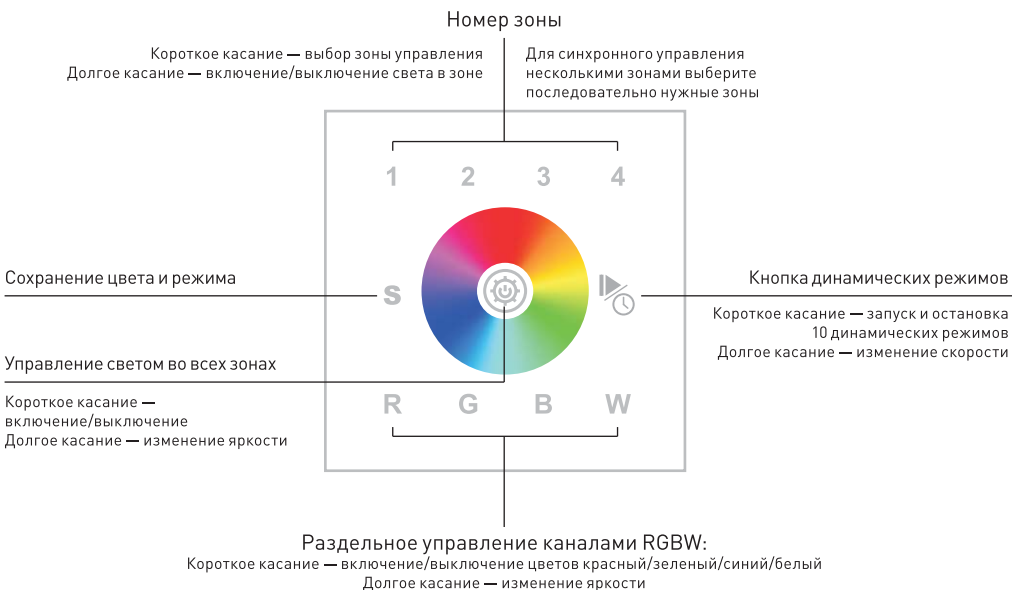 Номер зоны
Короткое касание — выбор зоны управления
Долгое касание — включение/выключение света в зоне
Для синхронного управления
несколькими зонами выберите
последовательно нужные зоны
1 2 3 4
Сохранение цвета и режима
S
Кнопка динамических режимов
Короткое касание — запуск и остановка
10 динамических режимов
Долгое касание — изменение скорости
Управление светом во всех зонах
Короткое касание —
включение/выключение
Долгое касание — изменение яркости
R G B W
Раздельное управление каналами RGBW:
Короткое касание — включение/выключение цветов красный/зеленый/синий/белый
Долгое касание — изменение яркости